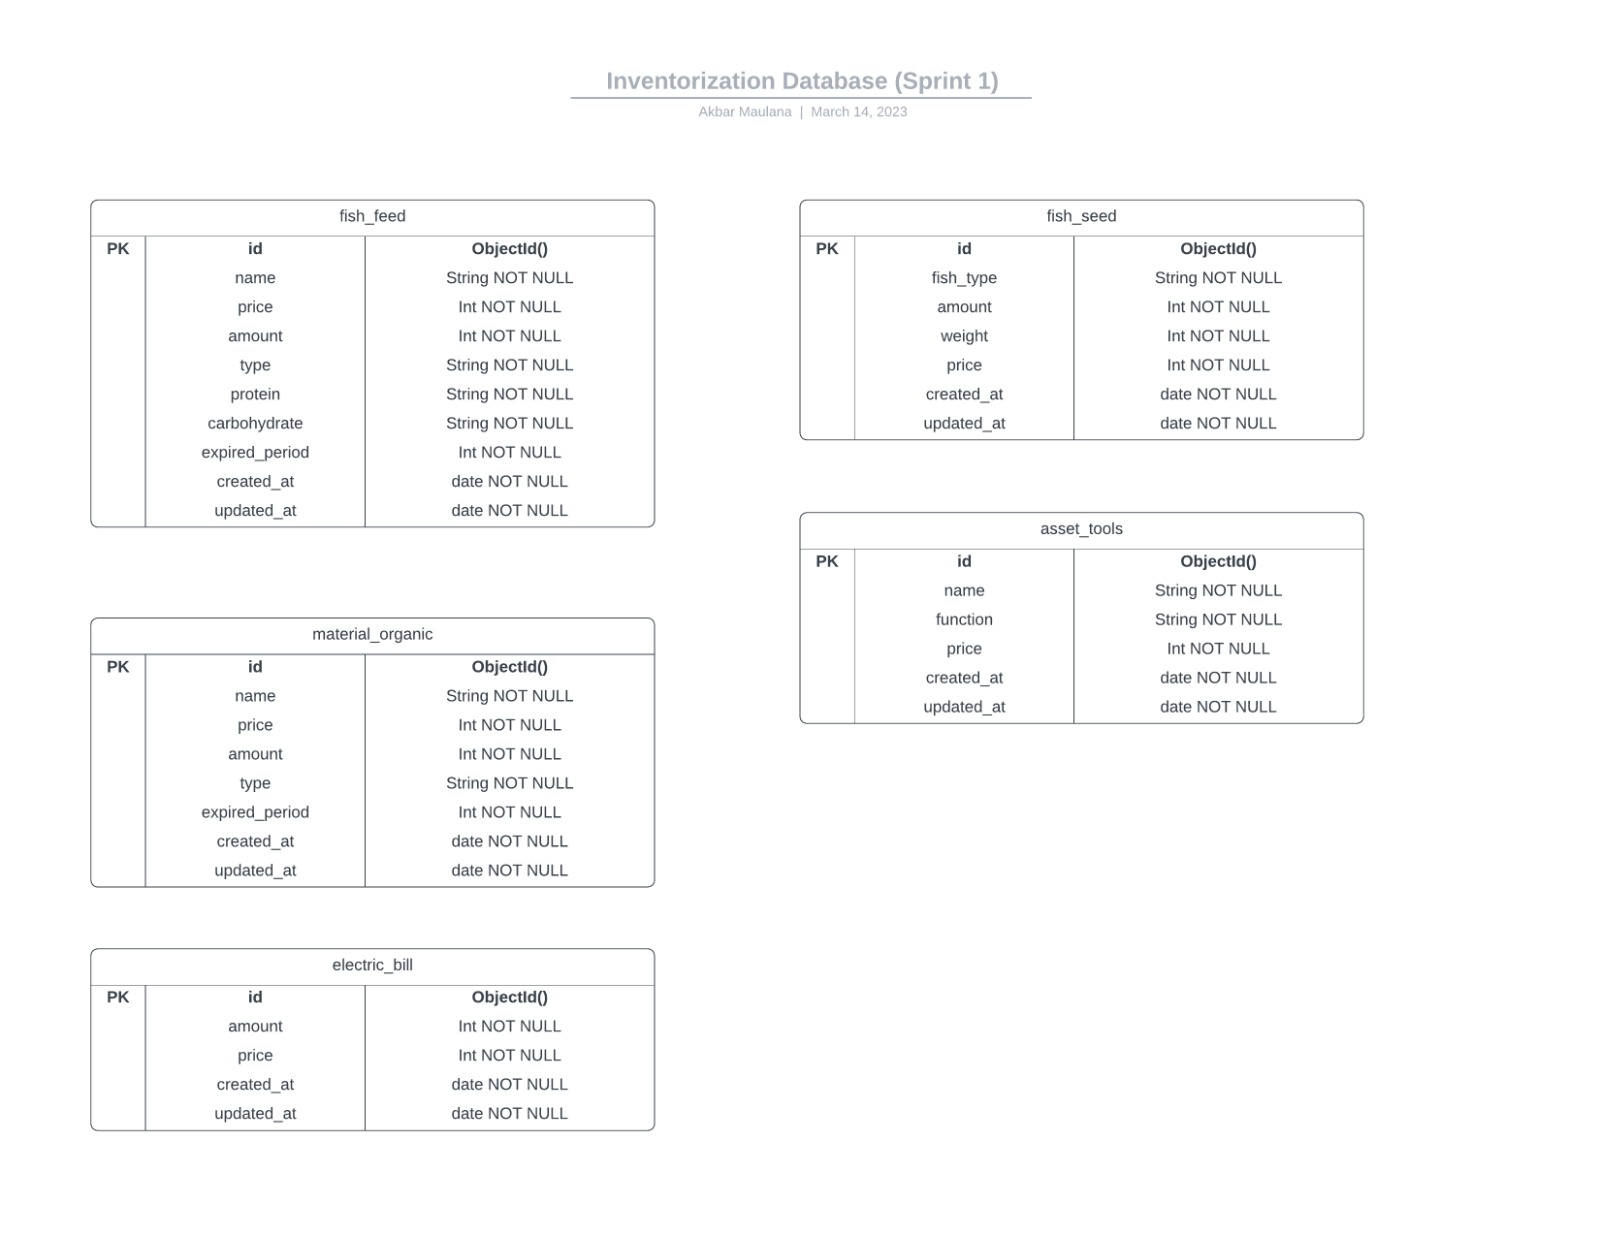 Inventorization Database (Sprint 1)
Akbar Maulana | March 14, 2023
fish_feed
PK id ObjectId()
name String NOT NULL
price Int NOT NULL
amount Int NOT NULL
type String NOT NULL
protein String NOT NULL
carbohydrate String NOT NULL
expired_period Int NOT NULL
created_at date NOT NULL
updated_at date NOT NULL
material_organic
PK id ObjectId()
name String NOT NULL
price Int NOT NULL
amount Int NOT NULL
type String NOT NULL
expired_period Int NOT NULL
created_at date NOT NULL
updated_at date NOT NULL
electric_bill
PK id ObjectId()
amount Int NOT NULL
price Int NOT NULL
created_at date NOT NULL
updated_at date NOT NULL
fish_seed
PK id ObjectId()
fish_type String NOT NULL
amount Int NOT NULL
weight Int NOT NULL
price Int NOT NULL
created_at date NOT NULL
updated_at date NOT NULL
asset_tools
PK id ObjectId()
name String NOT NULL
function String NOT NULL
price Int NOT NULL
created_at date NOT NULL
updated_at date NOT NULL